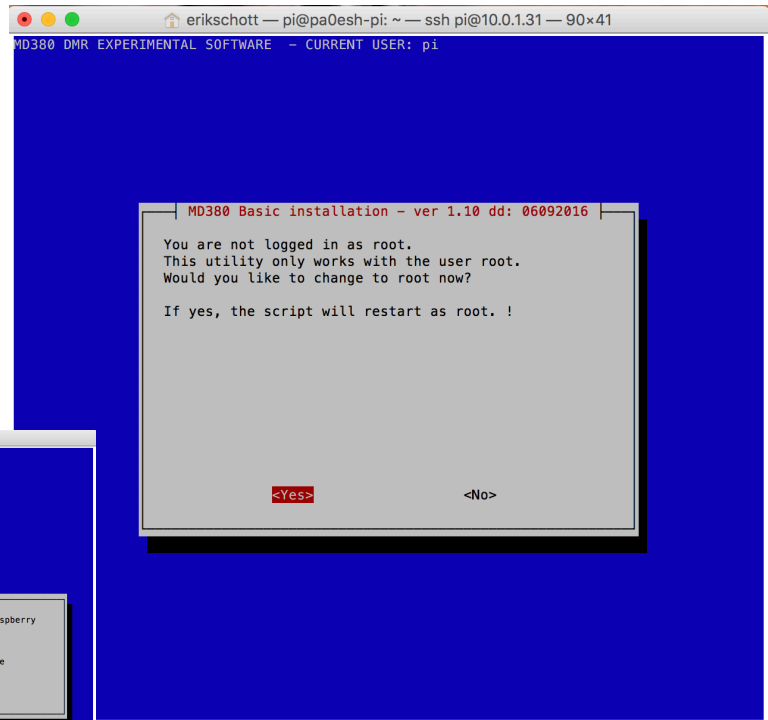 erikschott — pi@pa0esh-pi: ~ — ssh pi@10.0.1.31 — 90×41
MD380 DMR EXPERIMENTAL SOFTWARE - CURRENT USER: pi
MD380 Basic installation - ver 1.10 dd: 06092016
You are not logged in as root.
This utility only works with the user root.
Would you like to change to root now?
If yes, the script will restart as root. !
<Yes> <No>
spberry
e